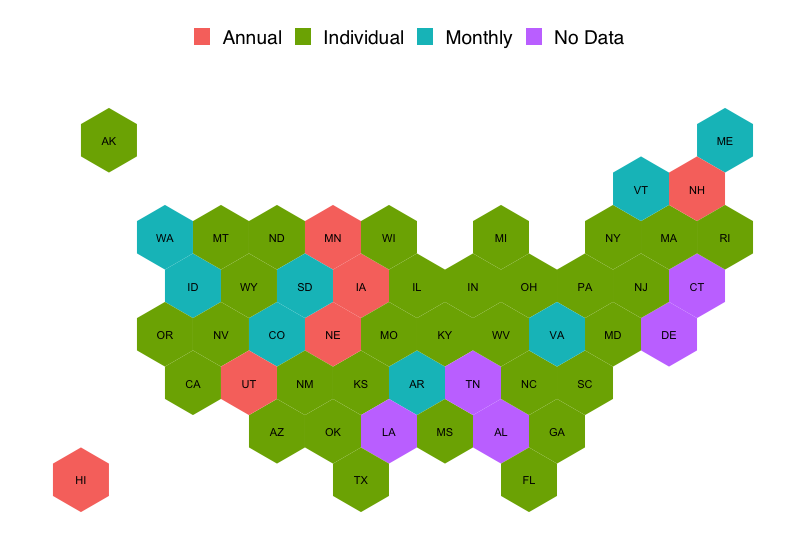 Annual Individual Monthly No Data
AK
ME
VT NH
WA MT ND MN WI MI NY MA RI
ID WY SD IA IL IN OH PA NJ CT
OR NV CO NE MO KY WV VA MD DE
CA UT NM KS AR TN NC SC
AZ OK LA MS AL GA
HI TX FL